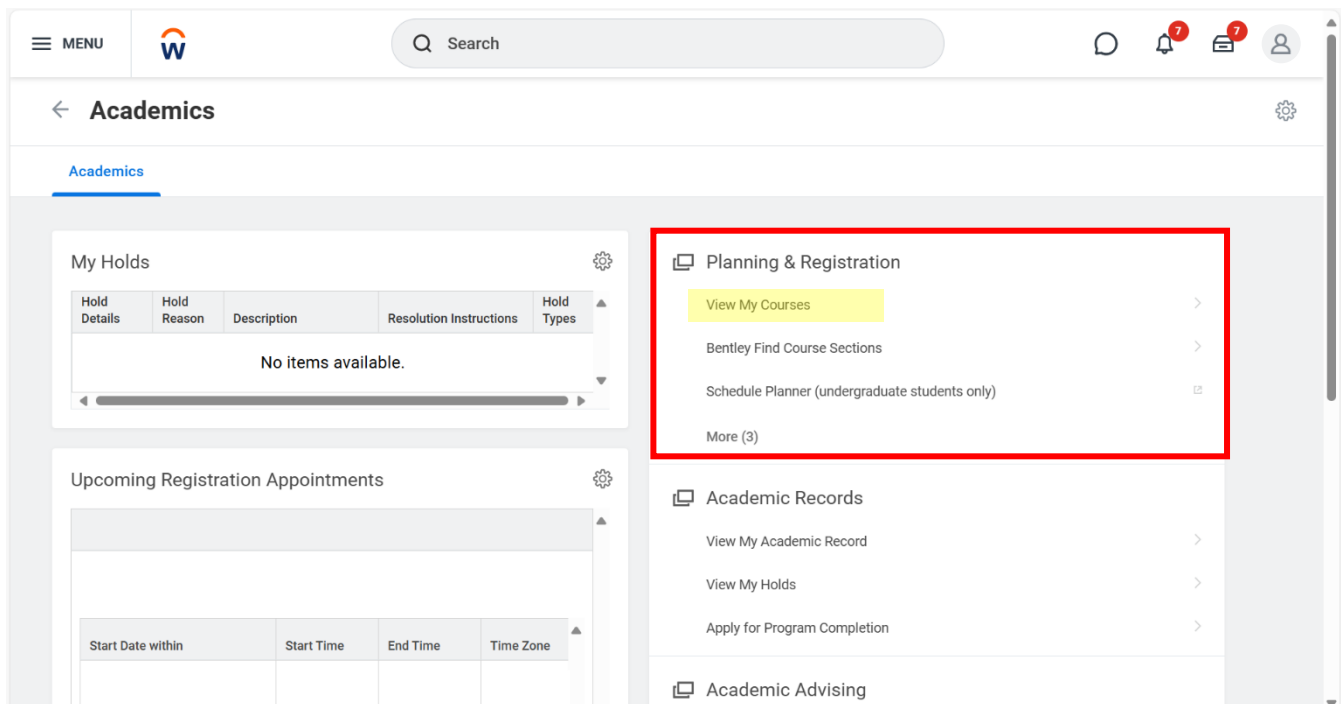 MENU
w
Search
7
7
Academics
Academics
My Holds
Hold Details
Hold Reason
Description
Resolution Instructions
Hold Types
No items available.
Upcoming Registration Appointments
Start Date within
Start Time
End Time
Time Zone
Planning & Registration
View My Courses
Bentley Find Course Sections
Schedule Planner (undergraduate students only)
More (3)
Academic Records
View My Academic Record
View My Holds
Apply for Program Completion
Academic Advising